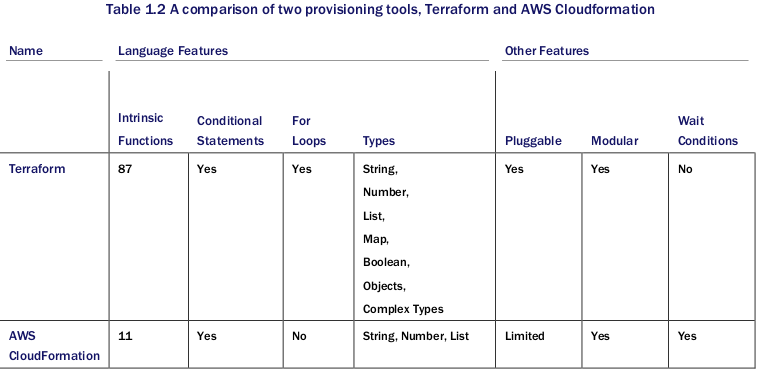 Table 1.2 A comparison of two provisioning tools, Terraform and AWS Cloudformation
Name Language Features Other Features
Intrinsic Functions Conditional Statements For Loops Types Pluggable Modular Wait Conditions
Terraform 87 Yes Yes String, Yes Yes No
Number,
List,
Map,
Boolean,
Objects,
Complex Types
AWS CloudFormation 11 Yes No String, Number, List Limited Yes Yes